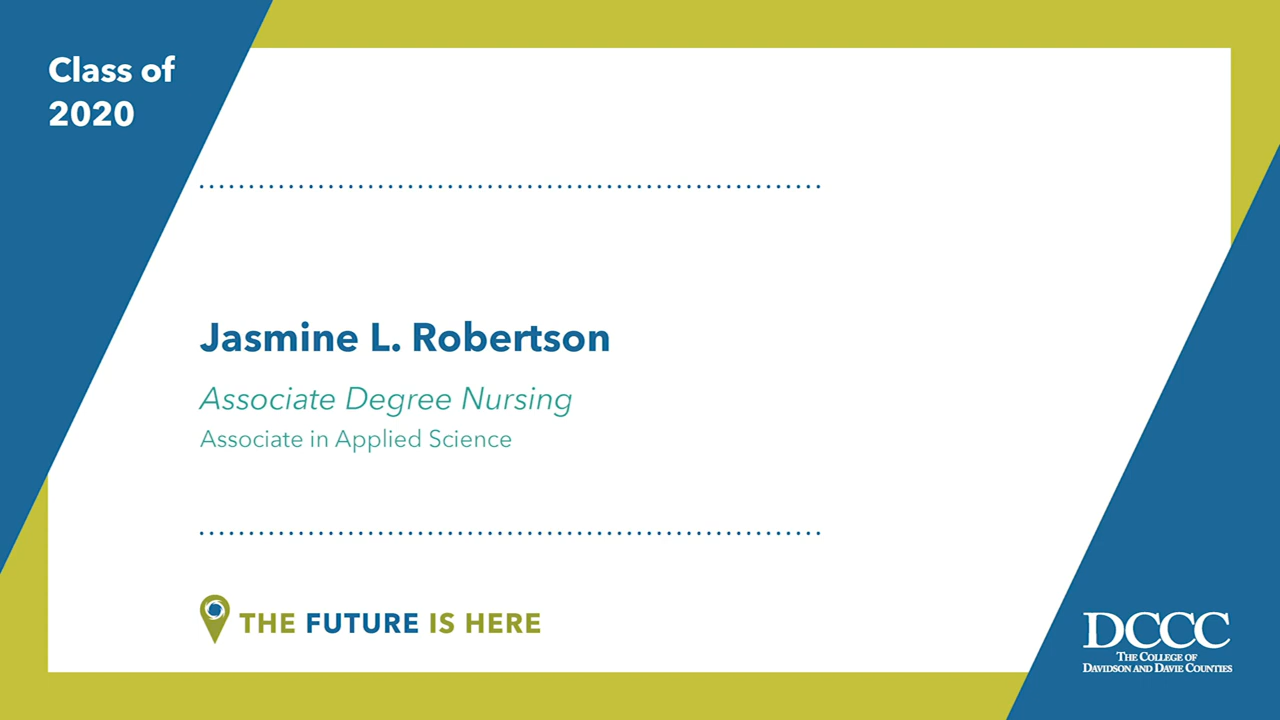 Class of
2020
Jasmine L. Robertson
Associate Degree Nursing
Associate in Applied Science
THE FUTURE IS HERE
DCCC
THE COLLEGE OF
DAVIDSON AND DAVIE COUNTIES